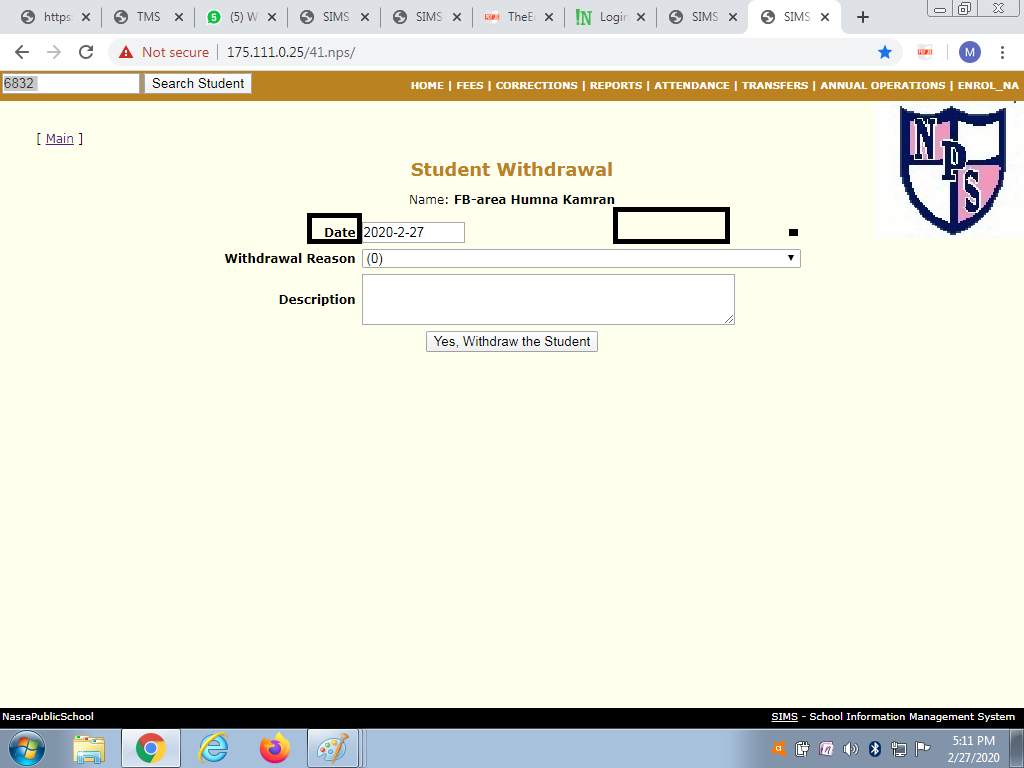 https: TMS 5 (5) W SIMS SIMS TheE Login SIMS SIMS
Not secure 175.111.0.25/41.nps/ M
6832 Search Student HOME | FEES | CORRECTIONS | REPORTS | ATTENDANCE | TRANSFERS | ANNUAL OPERATIONS | ENROL_NA
[ Main ]
NPS
Student Withdrawal
Name: FB-area Humna Kamran
Date 2020-2-27
Withdrawal Reason (0)
Description
Yes, Withdraw the Student
NasraPublicSchool SIMS - School Information Management System
5:11 PM
2/27/2020